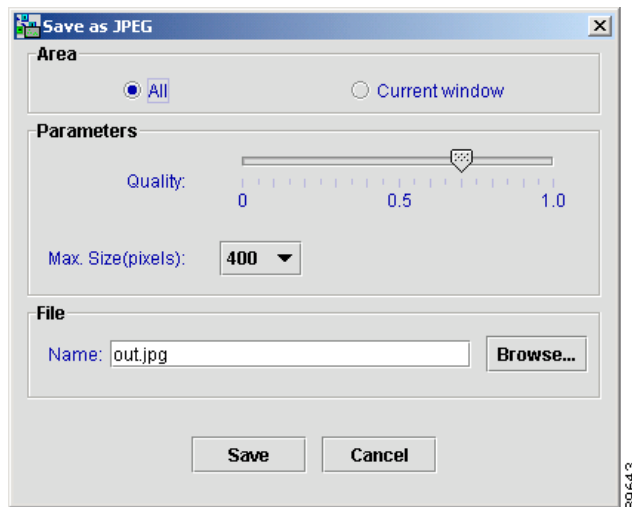 Save as JPEG
Area
All
Current window
Parameters
Quality:
0 0.5 1.0
Max. Size(pixels): 400
File
Name: out.jpg Browse...
Save Cancel
89643